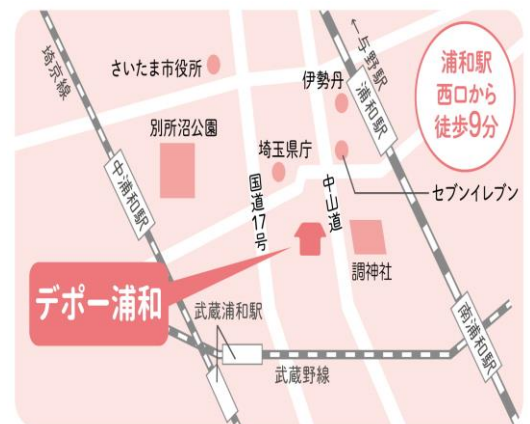 埼京線
さいたま市役所
別所沼公園
中浦和駅
埼玉県庁
国道17号
伊勢丹
←与野駅
浦和駅
中山道
浦和駅
西口から
徒歩9分
セブンイレブン
調神社
デポー浦和
武蔵浦和駅
武蔵野線
南浦和駅